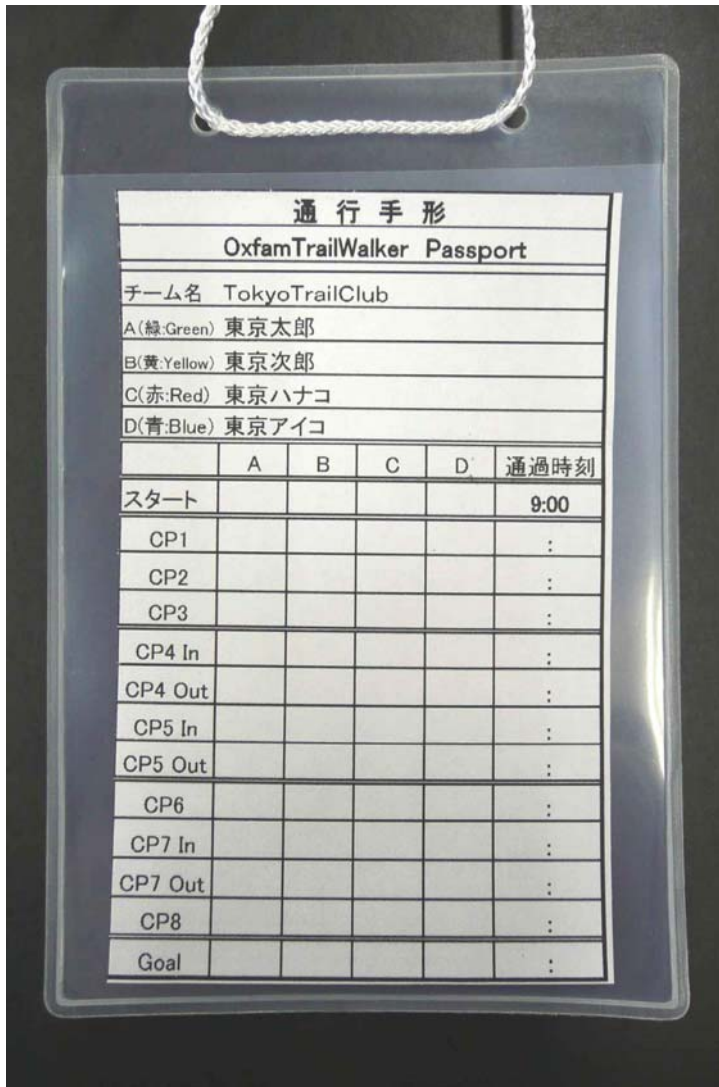 通行手形
OxfamTrailWalker Passport
チーム名 TokyoTrailClub
A(緑:Green) 東京太郎
B(黄:Yellow) 東京次郎
C(赤:Red) 東京ハナコ
D(青:Blue) 東京アイコ
A B C D 通過時刻
スタート 9:00
CP1 :
CP2 :
CP3 :
CP4 In :
CP4 Out :
CP5 In :
CP5 Out :
CP6 :
CP7 In :
CP7 Out :
CP8 :
Goal :